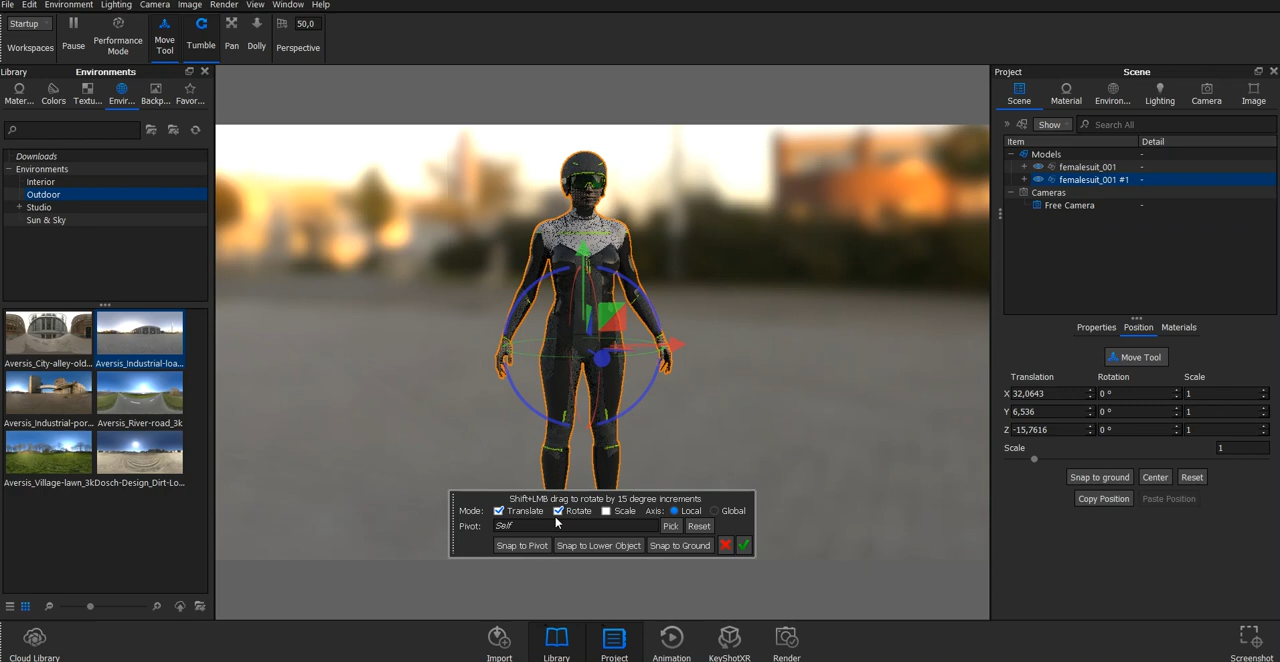 File Edit Environment Lighting Camera Image Render View Window Help
Startup 50,0
Workspaces Pause Performance Mode Move Tool Tumble Pan Dolly Perspective
Library Environments
Mater... Colors Textu... Envir... Backp... Favor...
Downloads
Environments
Interior
Outdoor
Studio
Sun & Sky
Aversis_City-alley-old... Aversis_Industrial-loa...
Aversis_Industrial-por... Aversis_River-road_3k
Aversis_Village-lawn_3k Dosch-Design_Dirt-Lo...
Shift+LMB drag to rotate by 15 degree increments
Mode: Translate Rotate Scale Axis: Local Global
Pivot: Self Pick Reset
Snap to Pivot Snap to Lower Object Snap to Ground
Project Scene
Scene Material Environ... Lighting Camera Image
» Show Search All
Item Detail
Models -
femalesuit_001 -
femalesuit_001 #1 -
Cameras -
Free Camera -
Properties Position Materials
Move Tool
Translation Rotation Scale
X 32,0643 0 º 1
Y 6,536 0 º 1
Z -15,7616 0 º 1
Scale 1
Snap to ground Center Reset
Copy Position Paste Position
Cloud Library Import Library Project Animation KeyShotXR Render Screenshot